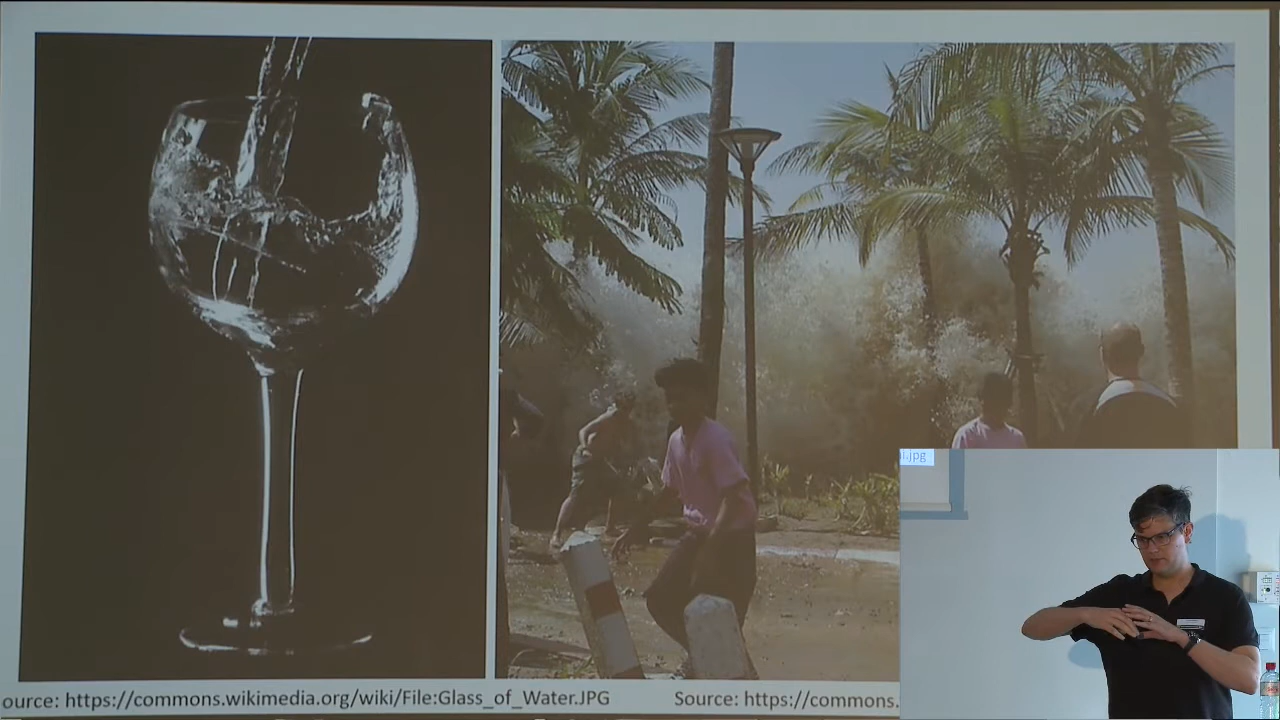 ource: https://commons.wikimedia.org/wiki/File:Glass_of_Water.JPG
Source: https://commons.
i.jpg